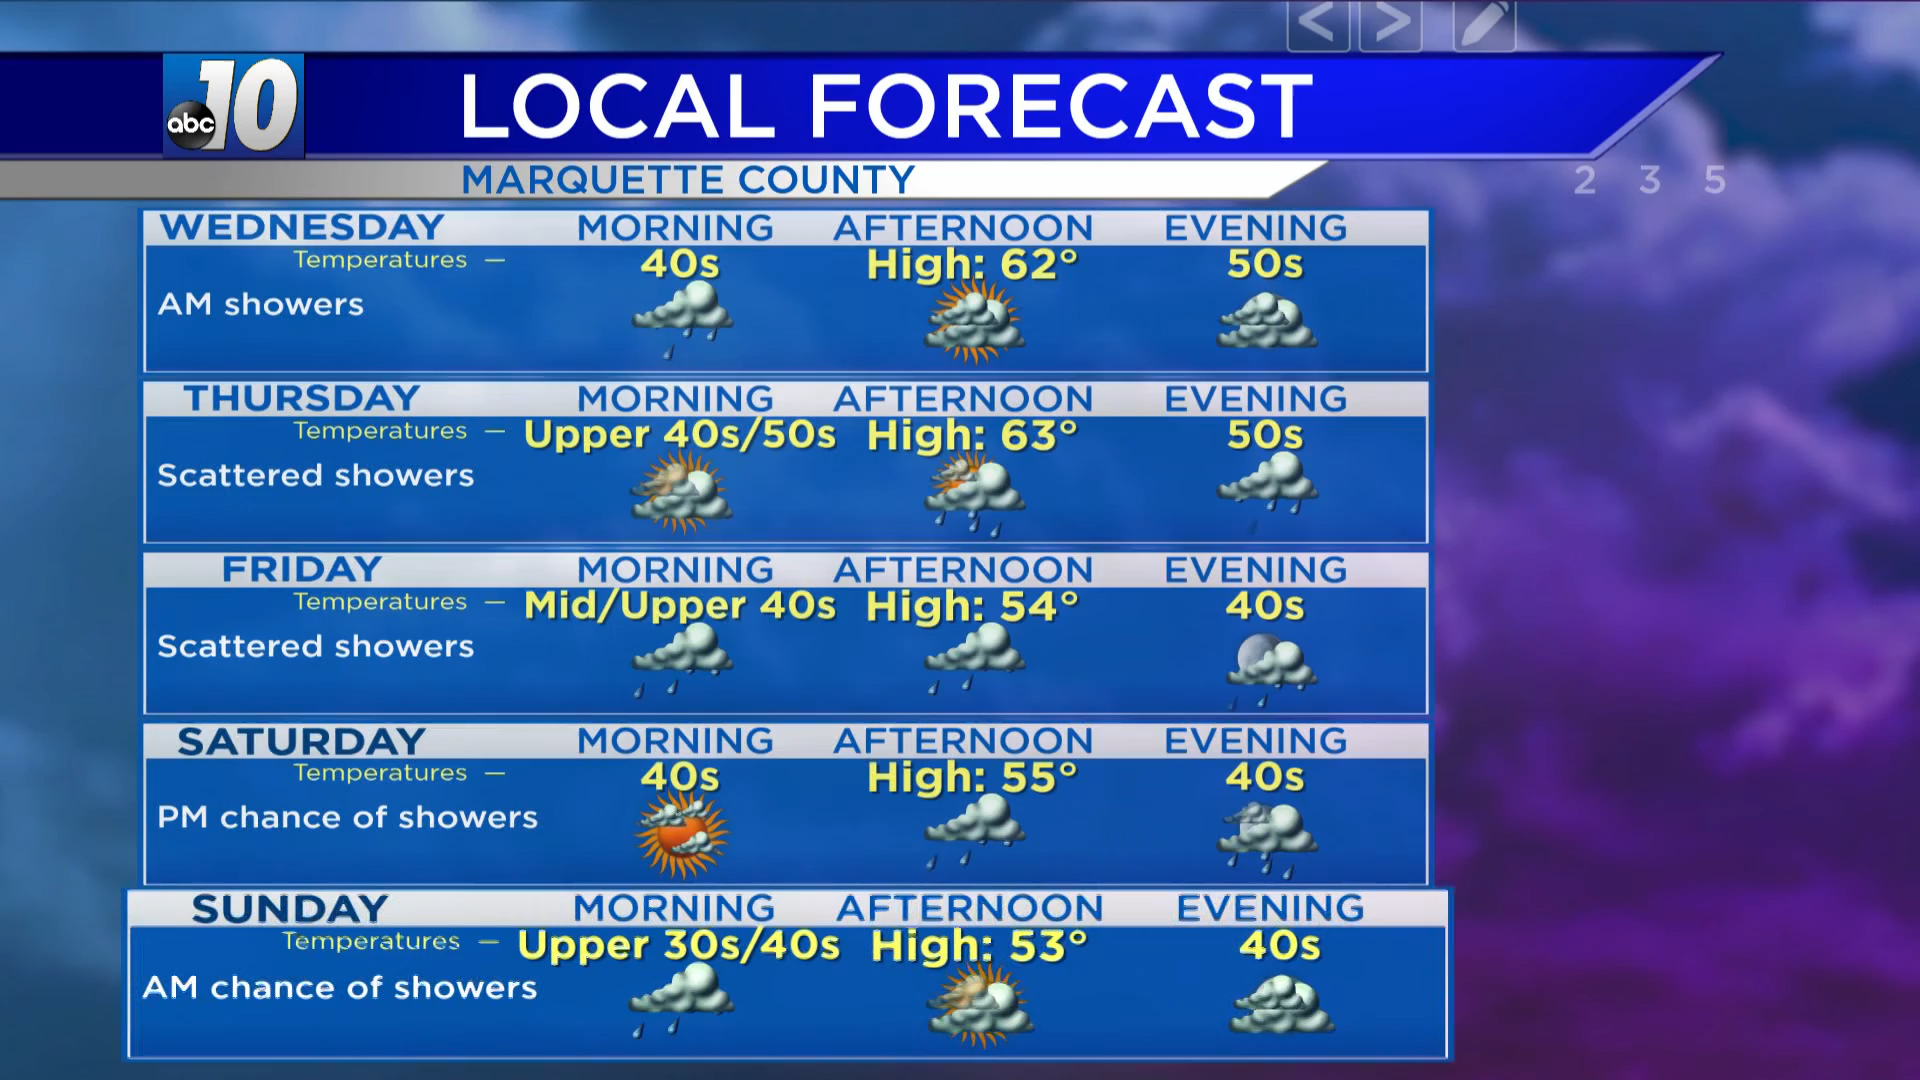 abc 10
LOCAL FORECAST
MARQUETTE COUNTY
< >
2 3 5
WEDNESDAY MORNING AFTERNOON EVENING
Temperatures — 40s High: 62° 50s
AM showers
THURSDAY MORNING AFTERNOON EVENING
Temperatures — Upper 40s/50s High: 63° 50s
Scattered showers
FRIDAY MORNING AFTERNOON EVENING
Temperatures — Mid/Upper 40s High: 54° 40s
Scattered showers
SATURDAY MORNING AFTERNOON EVENING
Temperatures — 40s High: 55° 40s
PM chance of showers
SUNDAY MORNING AFTERNOON EVENING
Temperatures — Upper 30s/40s High: 53° 40s
AM chance of showers